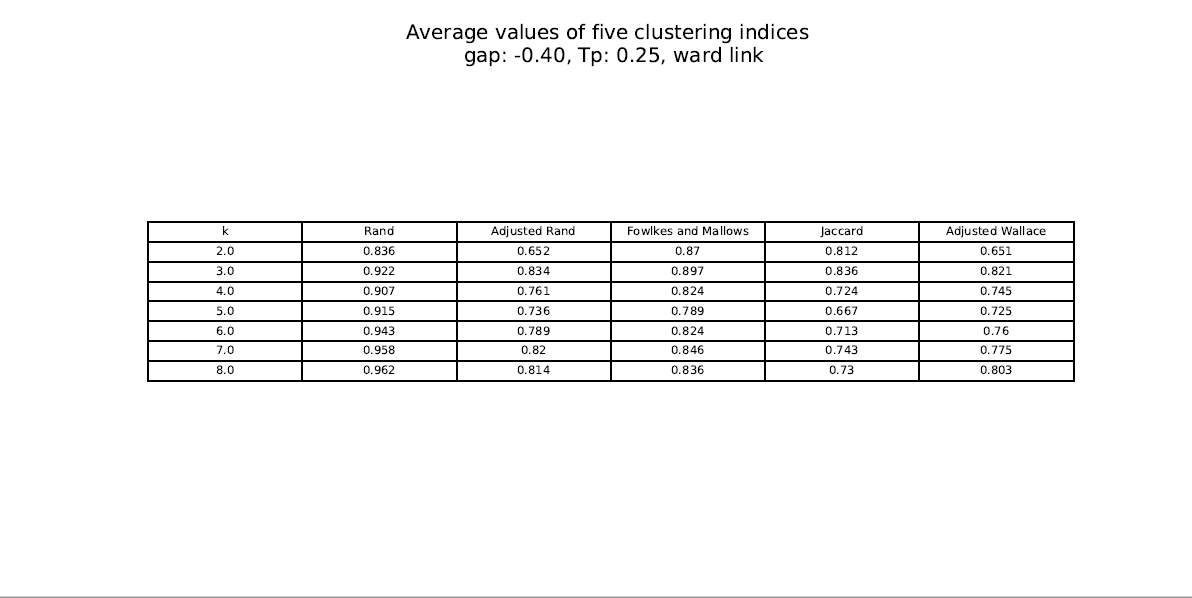 Average values of five clustering indices
gap: -0.40, Tp: 0.25, ward link
k Rand Adjusted Rand Fowlkes and Mallows Jaccard Adjusted Wallace
2.0 0.836 0.652 0.87 0.812 0.651
3.0 0.922 0.834 0.897 0.836 0.821
4.0 0.907 0.761 0.824 0.724 0.745
5.0 0.915 0.736 0.789 0.667 0.725
6.0 0.943 0.789 0.824 0.713 0.76
7.0 0.958 0.82 0.846 0.743 0.775
8.0 0.962 0.814 0.836 0.73 0.803